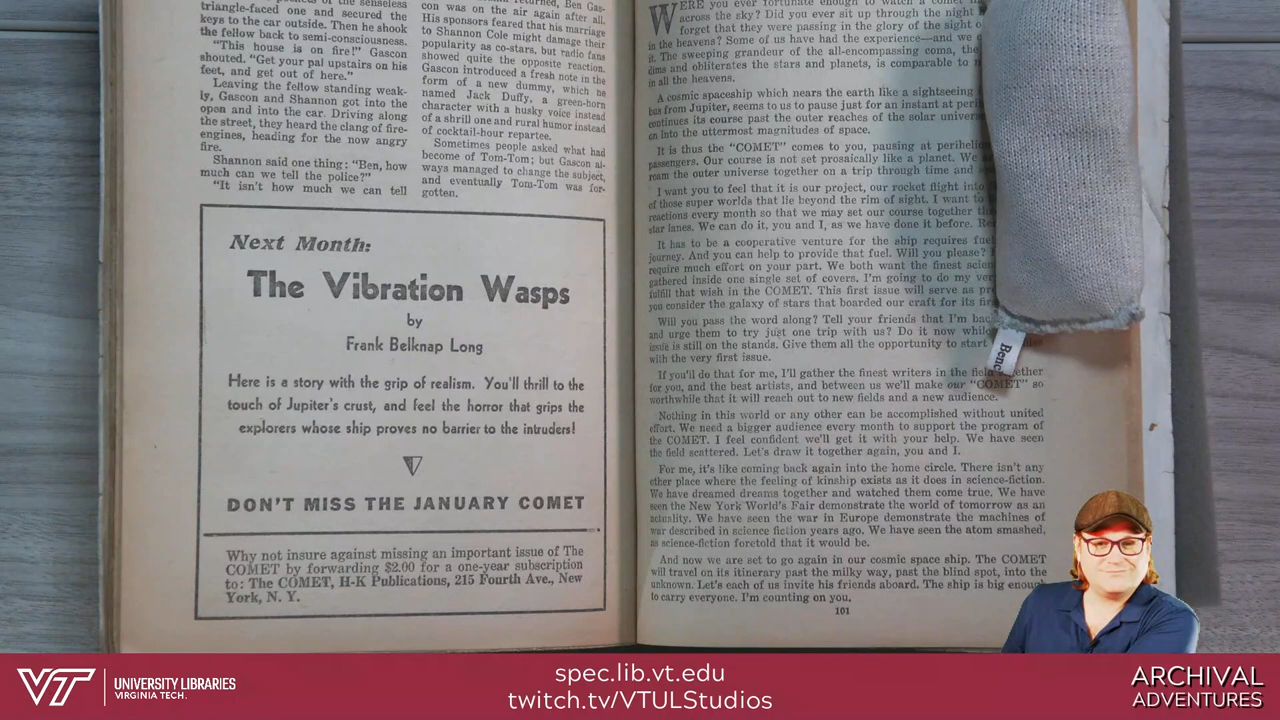 triangle-faced one and secured the
keys to the car outside. Then he shook
the fellow back to semi-consciousness.
"This house is on fire!" Gascon
shouted. "Get your pal upstairs on his
feet, and get out of here."
Leaving the fellow standing weak-
ly, Gascon and Shannon got into the
open and into the car. Driving along
the street, they heard the clang of fire-
engines, heading for the now angry
fire.
Shannon said one thing: "Ben, how
much can we tell the police?"
"It isn't how much we can tell
returned, Ben Gas-
con was on the air again after all.
His sponsors feared that his marriage
to Shannon Cole might damage their
popularity as co-stars, but radio fans
showed quite the opposite reaction.
Gascon introduced a fresh note in the
form of a new dummy, which he
named Jack Duffy, a green-horn
character with a husky voice instead
of a shrill one and rural humor instead
of cocktail-hour repartee.
Sometimes people asked what had
become of Tom-Tom; but Gascon al-
ways managed to change the subject,
and eventually Tom-Tom was for-
gotten.
Next Month:
The Vibration Wasps
by
Frank Belknap Long
Here is a story with the grip of realism. You'll thrill to the
touch of Jupiter's crust, and feel the horror that grips the
explorers whose ship proves no barrier to the intruders!
DON'T MISS THE JANUARY COMET
Why not insure against missing an important issue of The
COMET by forwarding $2.00 for a one-year subscription
to: The COMET, H-K Publications, 215 Fourth Ave., New
York, N. Y.
WERE you ever fortunate enough to watch a comet
across the sky? Did you ever sit up through the night
forget that they were passing in the glory of the sight
in the heavens? Some of us have had the experience—and we
it. The sweeping grandeur of the all-encompassing coma, the
dims and obliterates the stars and planets, is comparable to
in all the heavens.
A cosmic spaceship which nears the earth like a sightseeing
bus from Jupiter, seems to us to pause just for an instant at
continues its course past the outer reaches of the solar
on into the uttermost magnitudes of space.
It is thus the "COMET" comes to you, pausing at perihelion
passengers. Our course is not set prosaically like a planet. We
roam the outer universe together on a trip through time and
I want you to feel that it is our project, our rocket flight into
of those super worlds that lie beyond the rim of sight. I want
reactions every month so that we may set our course together
star lanes. We can do it, you and I, as we have done it before.
It has to be a cooperative venture for the ship requires fuel
journey. And you can help to provide that fuel. Will you please?
require much effort on your part. We both want the finest
gathered inside one single set of covers. I'm going to do my
fulfill that wish in the COMET. This first issue will serve as
you consider the galaxy of stars that boarded our craft for its
Will you pass the word along? Tell your friends that I'm
and urge them to try just one trip with us? Do it now while
issue is still on the stands. Give them all the opportunity to start
with the very first issue.
If you'll do that for me, I'll gather the finest writers in the field together
for you, and the best artists, and between us we'll make our "COMET" so
worthwhile that it will reach out to new fields and a new audience.
Nothing in this world or any other can be accomplished without united
effort. We need a bigger audience every month to support the program of
the COMET. I feel confident we'll get it with your help. We have seen
the field scattered. Let's draw it together again, you and I.
For me, it's like coming back again into the home circle. There isn't any
other place where the feeling of kinship exists as it does in science-fiction.
We have dreamed dreams together and watched them come true. We have
seen the New York World's Fair demonstrate the world of tomorrow as an
actuality. We have seen the war in Europe demonstrate the machines of
war described in science fiction years ago. We have seen the atom smashed,
as science-fiction foretold that it would be.
And now we are set to go again in our cosmic space ship. The COMET
will travel on its itinerary past the milky way, past the blind spot, into the
unknown. Let's each of us invite his friends aboard. The ship is big enough
to carry everyone. I'm counting on you.
101
Benc
VT
UNIVERSITY LIBRARIES
VIRGINIA TECH.
spec.lib.vt.edu
twitch.tv/VTULStudios
ARCHIVAL
ADVENTURES